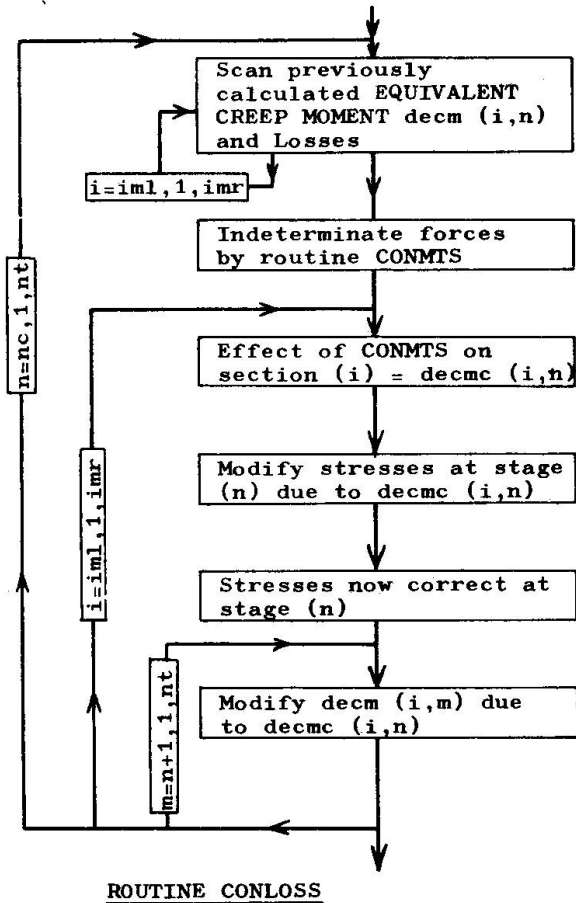 Scan previously
calculated EQUIVALENT
CREEP MOMENT decm (i,n)
and Losses
i=iml,1,imr
Indeterminate forces
by routine CONMTS
n=nc,1,nt
Effect of CONMTS on
section (i) = decmc (i,n)
i=iml,1,imr
Modify stresses at stage
(n) due to decmc (i,n)
Stresses now correct at
stage (n)
m=n+1,1,nt
Modify decm (i,m) due
to decmc (i,n)
ROUTINE CONLOSS